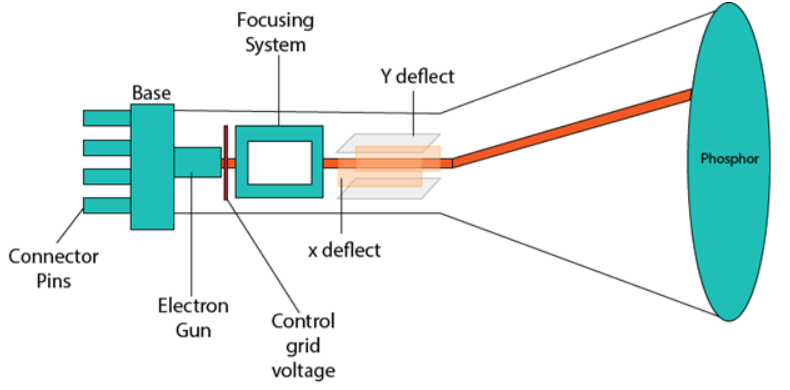 Focusing
System
Y deflect
Base
Phosphor
x deflect
Connector
Pins
Electron
Gun
Control
grid
voltage